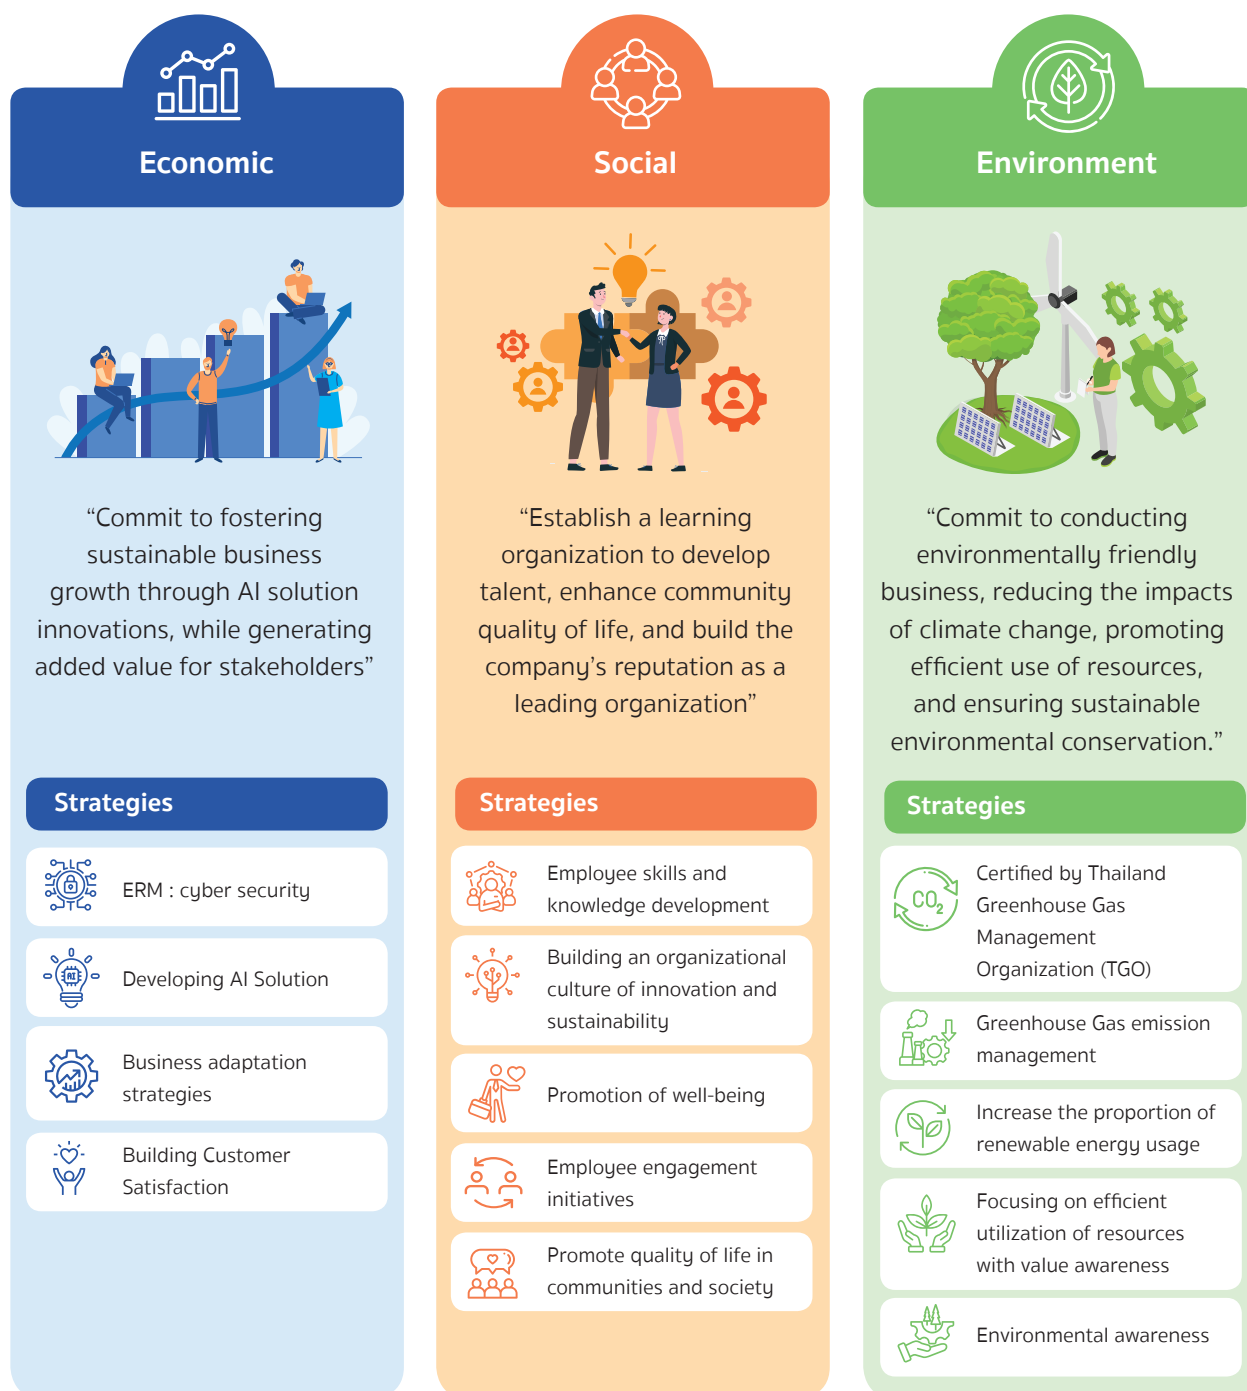 Economic
“Commit to fostering
sustainable business
growth through AI solution
innovations, while generating
added value for stakeholders”
Strategies
ERM : cyber security
AI
Developing AI Solution
Business adaptation
strategies
Building Customer
Satisfaction
Social
“Establish a learning
organization to develop
talent, enhance community
quality of life, and build the
company’s reputation as a
leading organization”
Strategies
Employee skills and
knowledge development
Building an organizational
culture of innovation and
sustainability
Promotion of well-being
Employee engagement
initiatives
Promote quality of life in
communities and society
Environment
“Commit to conducting
environmentally friendly
business, reducing the impacts
of climate change, promoting
efficient use of resources,
and ensuring sustainable
environmental conservation.”
Strategies
CO₂
Certified by Thailand
Greenhouse Gas
Management
Organization (TGO)
Greenhouse Gas emission
management
Increase the proportion of
renewable energy usage
Focusing on efficient
utilization of resources
with value awareness
Environmental awareness